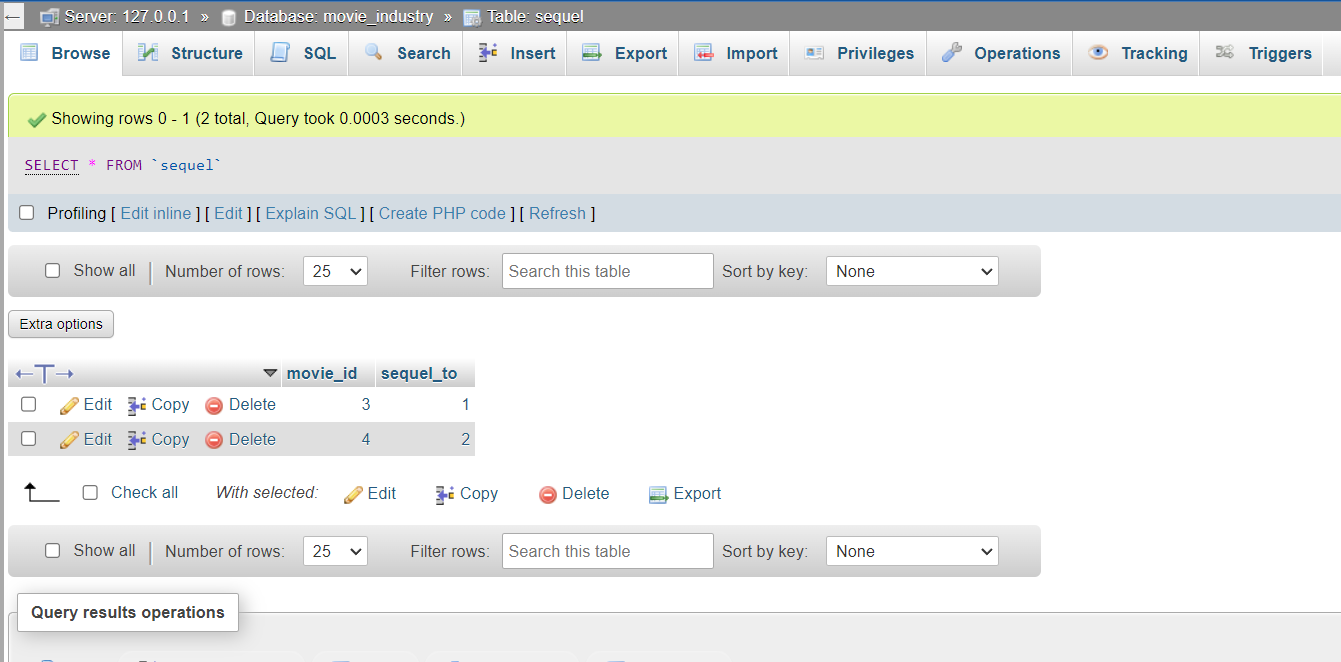 Server: 127.0.0.1 » Database: movie_industry » Table: sequel
Browse Structure SQL Search Insert Export Import Privileges Operations Tracking Triggers
Showing rows 0 - 1 (2 total, Query took 0.0003 seconds.)
SELECT * FROM `sequel`
Profiling [ Edit inline ] [ Edit ] [ Explain SQL ] [ Create PHP code ] [ Refresh ]
Show all | Number of rows: 25 Filter rows: Search this table Sort by key: None
Extra options
←T→ movie_id sequel_to
Edit Copy Delete 3 1
Edit Copy Delete 4 2
Check all With selected: Edit Copy Delete Export
Show all | Number of rows: 25 Filter rows: Search this table Sort by key: None
Query results operations